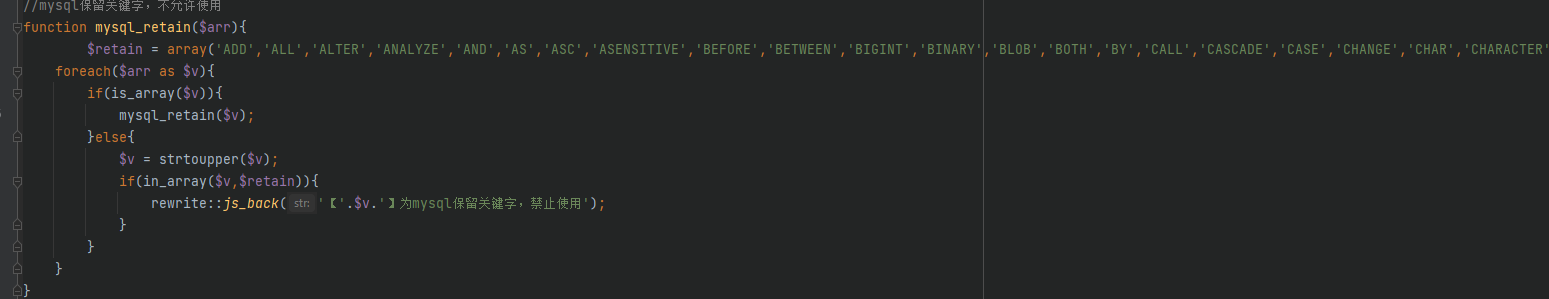 //mysql保留关键字，不允许使用
function mysql_retain($arr){
$retain = array('ADD','ALL','ALTER','ANALYZE','AND','AS','ASC','ASENSITIVE','BEFORE','BETWEEN','BIGINT','BINARY','BLOB','BOTH','BY','CALL','CASCADE','CASE','CHANGE','CHAR','CHARACTER'
foreach($arr as $v){
if(is_array($v)){
mysql_retain($v);
}else{
$v = strtoupper($v);
if(in_array($v,$retain)){
rewrite::js_back( str: '【'.$v.'】为mysql保留关键字，禁止使用');
}
}
}
}